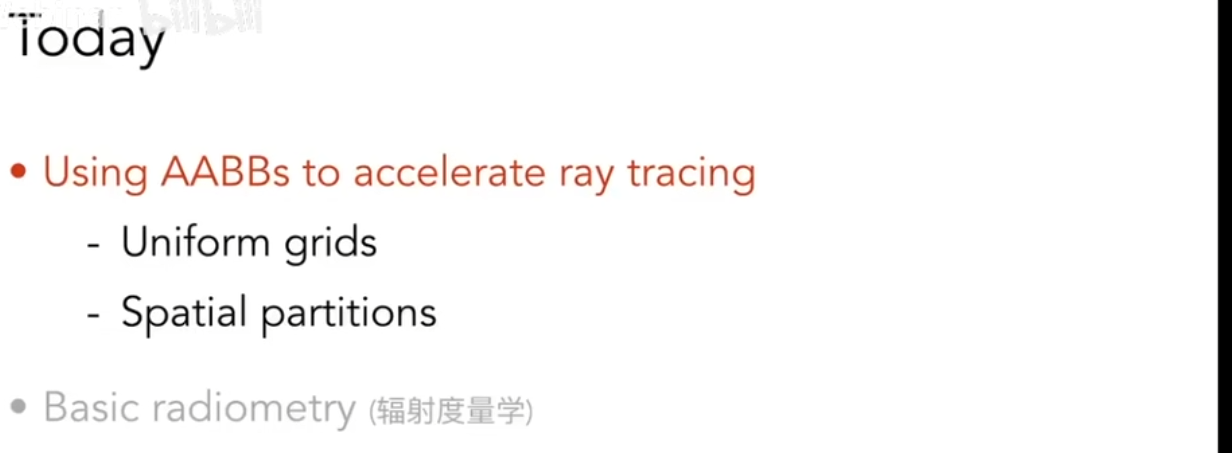 Today
• Using AABBs to accelerate ray tracing
- Uniform grids
- Spatial partitions
• Basic radiometry (辐射度量学)